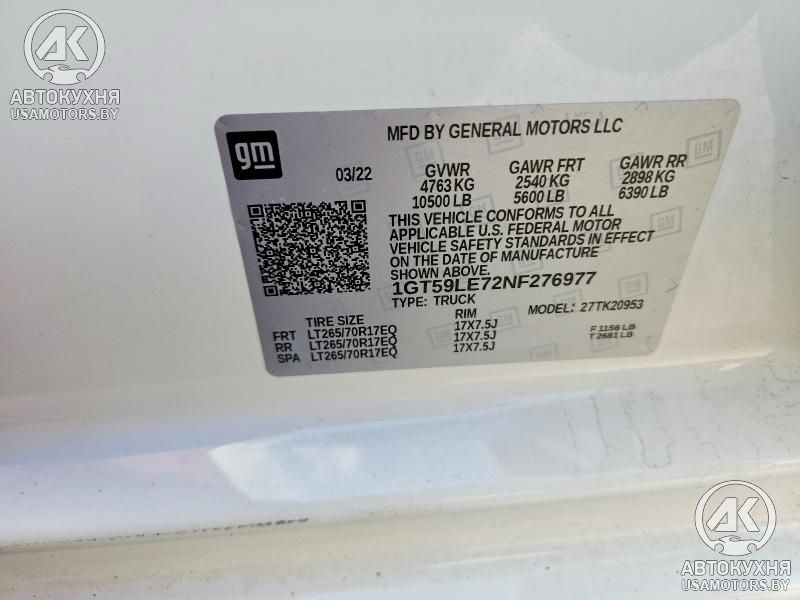 AK
АВТОКУХНЯ
USAMOTORS.BY
gm
MFD BY GENERAL MOTORS LLC
03/22
GVWR GAWR FRT GAWR RR
4763 KG 2540 KG 2898 KG
10500 LB 5600 LB 6390 LB
THIS VEHICLE CONFORMS TO ALL
APPLICABLE U.S. FEDERAL MOTOR
VEHICLE SAFETY STANDARDS IN EFFECT
ON THE DATE OF MANUFACTURE
SHOWN ABOVE.
1GT59LE72NF276977
TYPE: TRUCK MODEL: 27TK20953
TIRE SIZE RIM
FRT LT265/70R17EQ 17X7.5J F 1156 LB
RR LT265/70R17EQ 17X7.5J T 2681 LB
SPA LT265/70R17EQ 17X7.5J
AK
АВТОКУХНЯ
USAMOTORS.BY